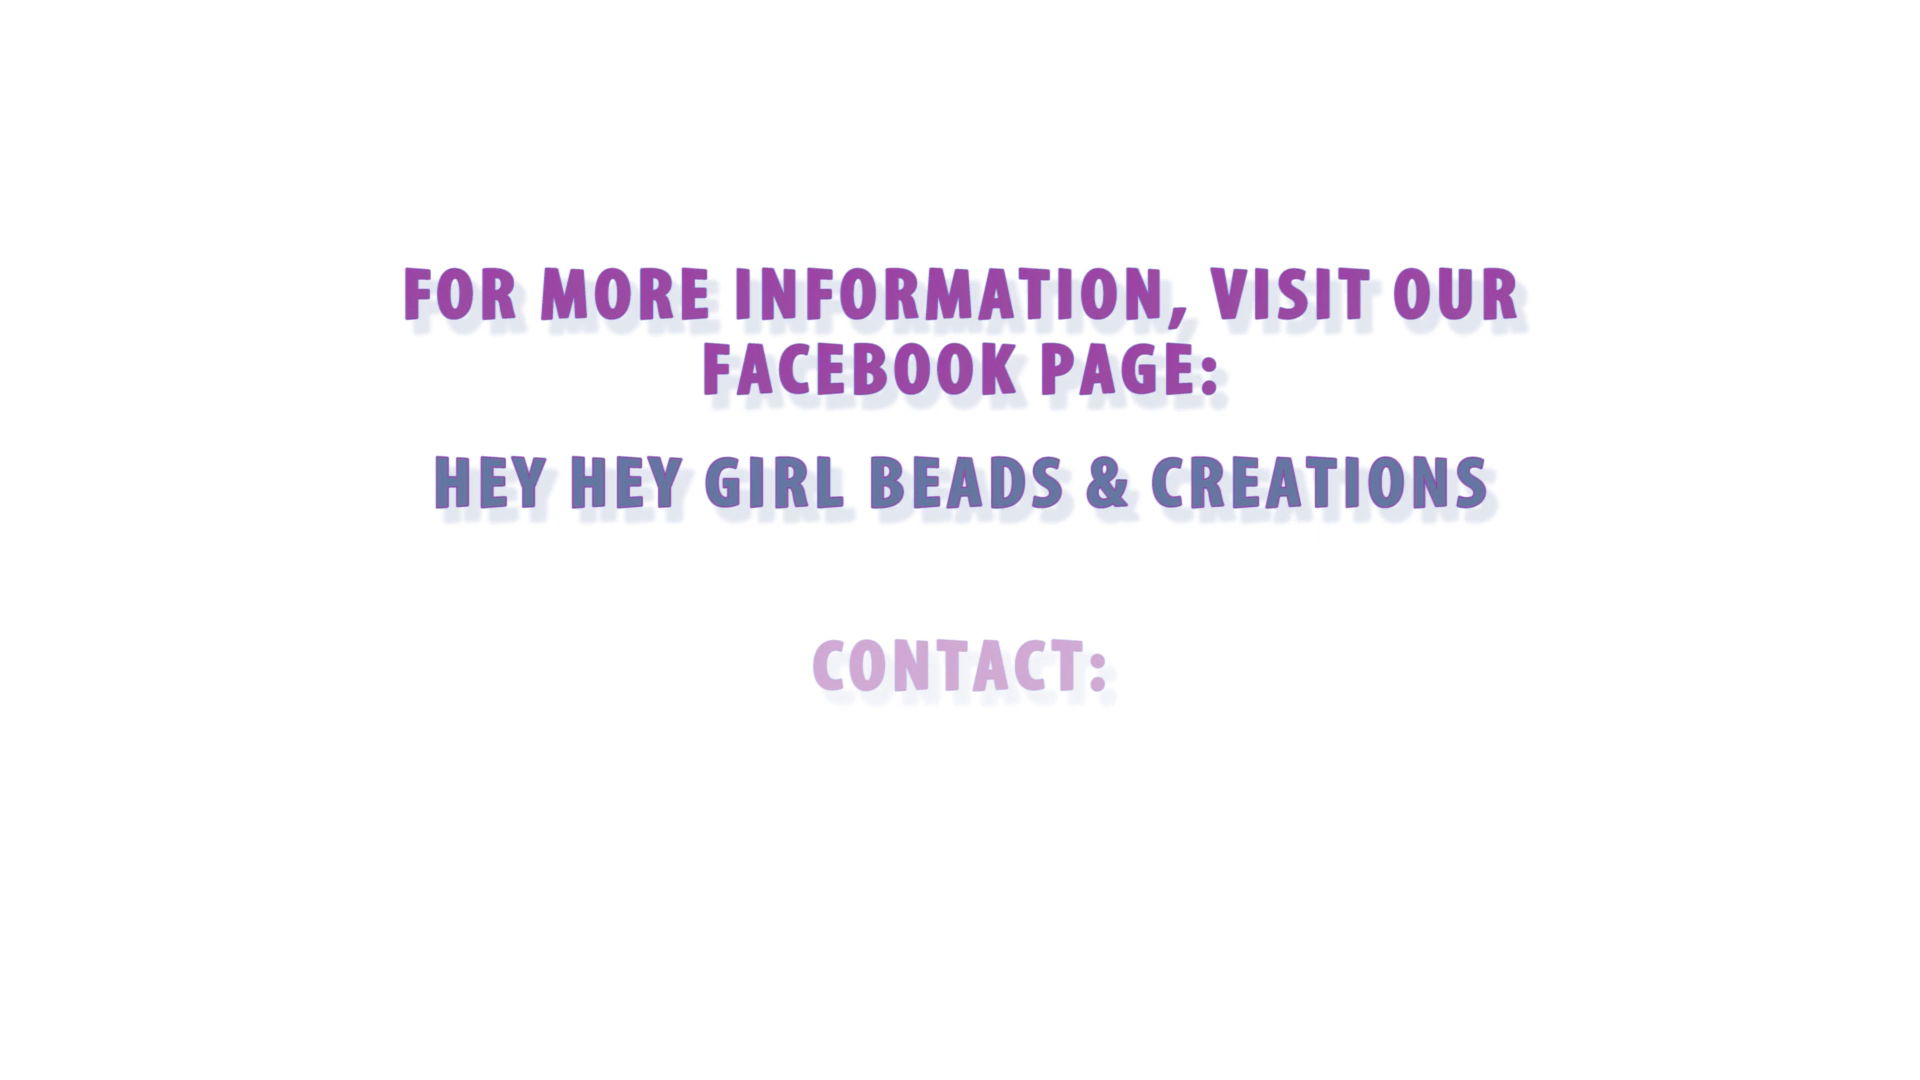 FOR MORE INFORMATION, VISIT OUR
FACEBOOK PAGE:
HEY HEY GIRL BEADS & CREATIONS
CONTACT: